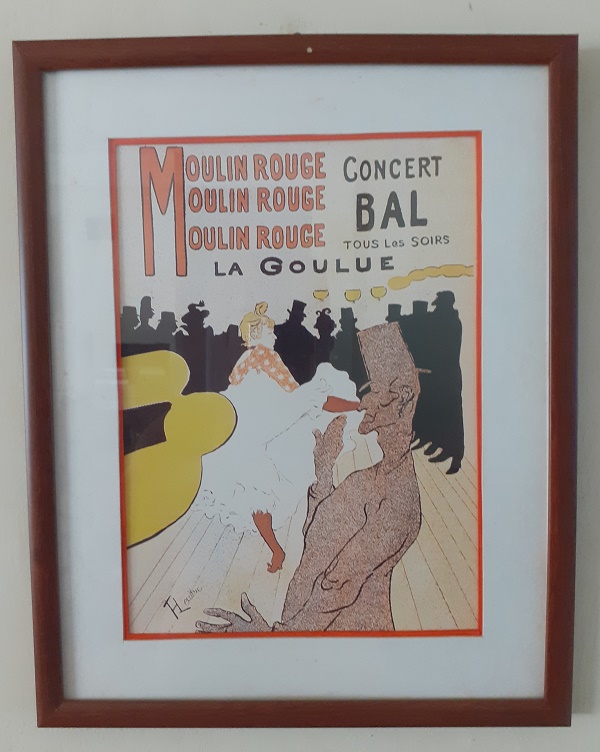 MOULIN ROUGE
MOULIN ROUGE
MOULIN ROUGE
CONCERT
BAL
TOUS Les SOIRS
LA GOULUE